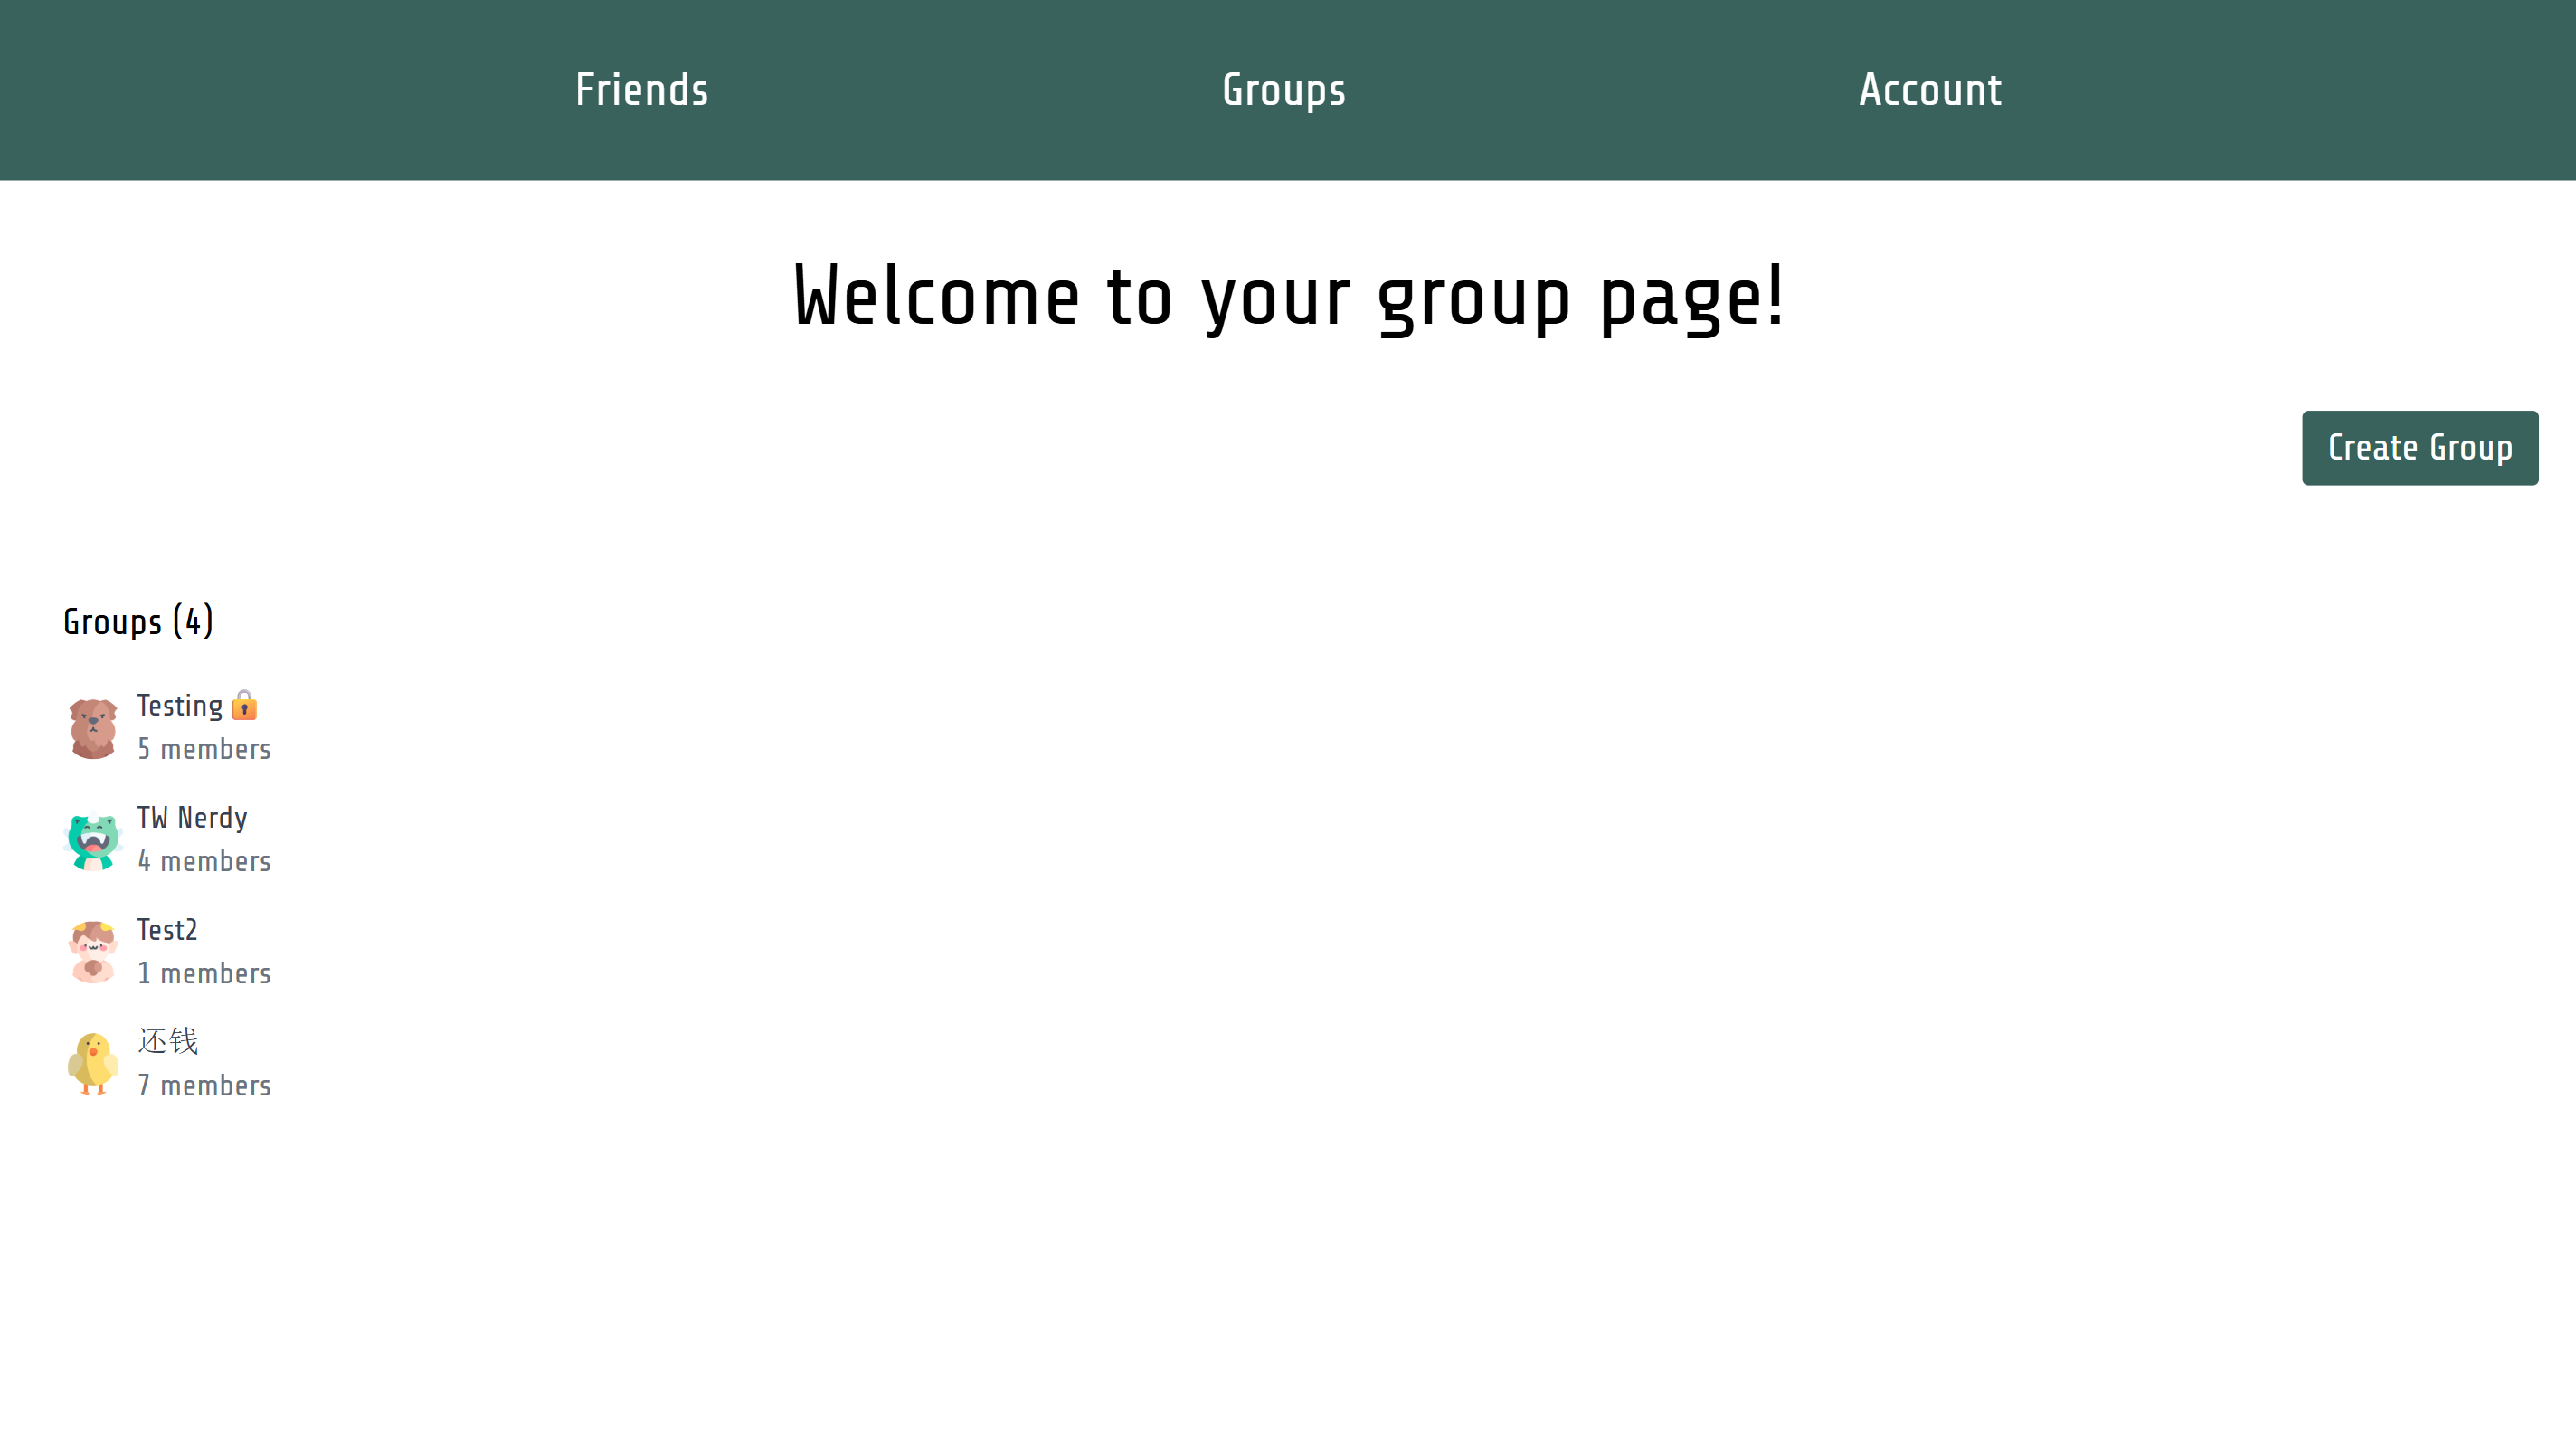 Friends Groups Account
Welcome to your group page!
Create Group
Groups (4)
Testing
5 members
TW Nerdy
4 members
Test2
1 members
还钱
7 members